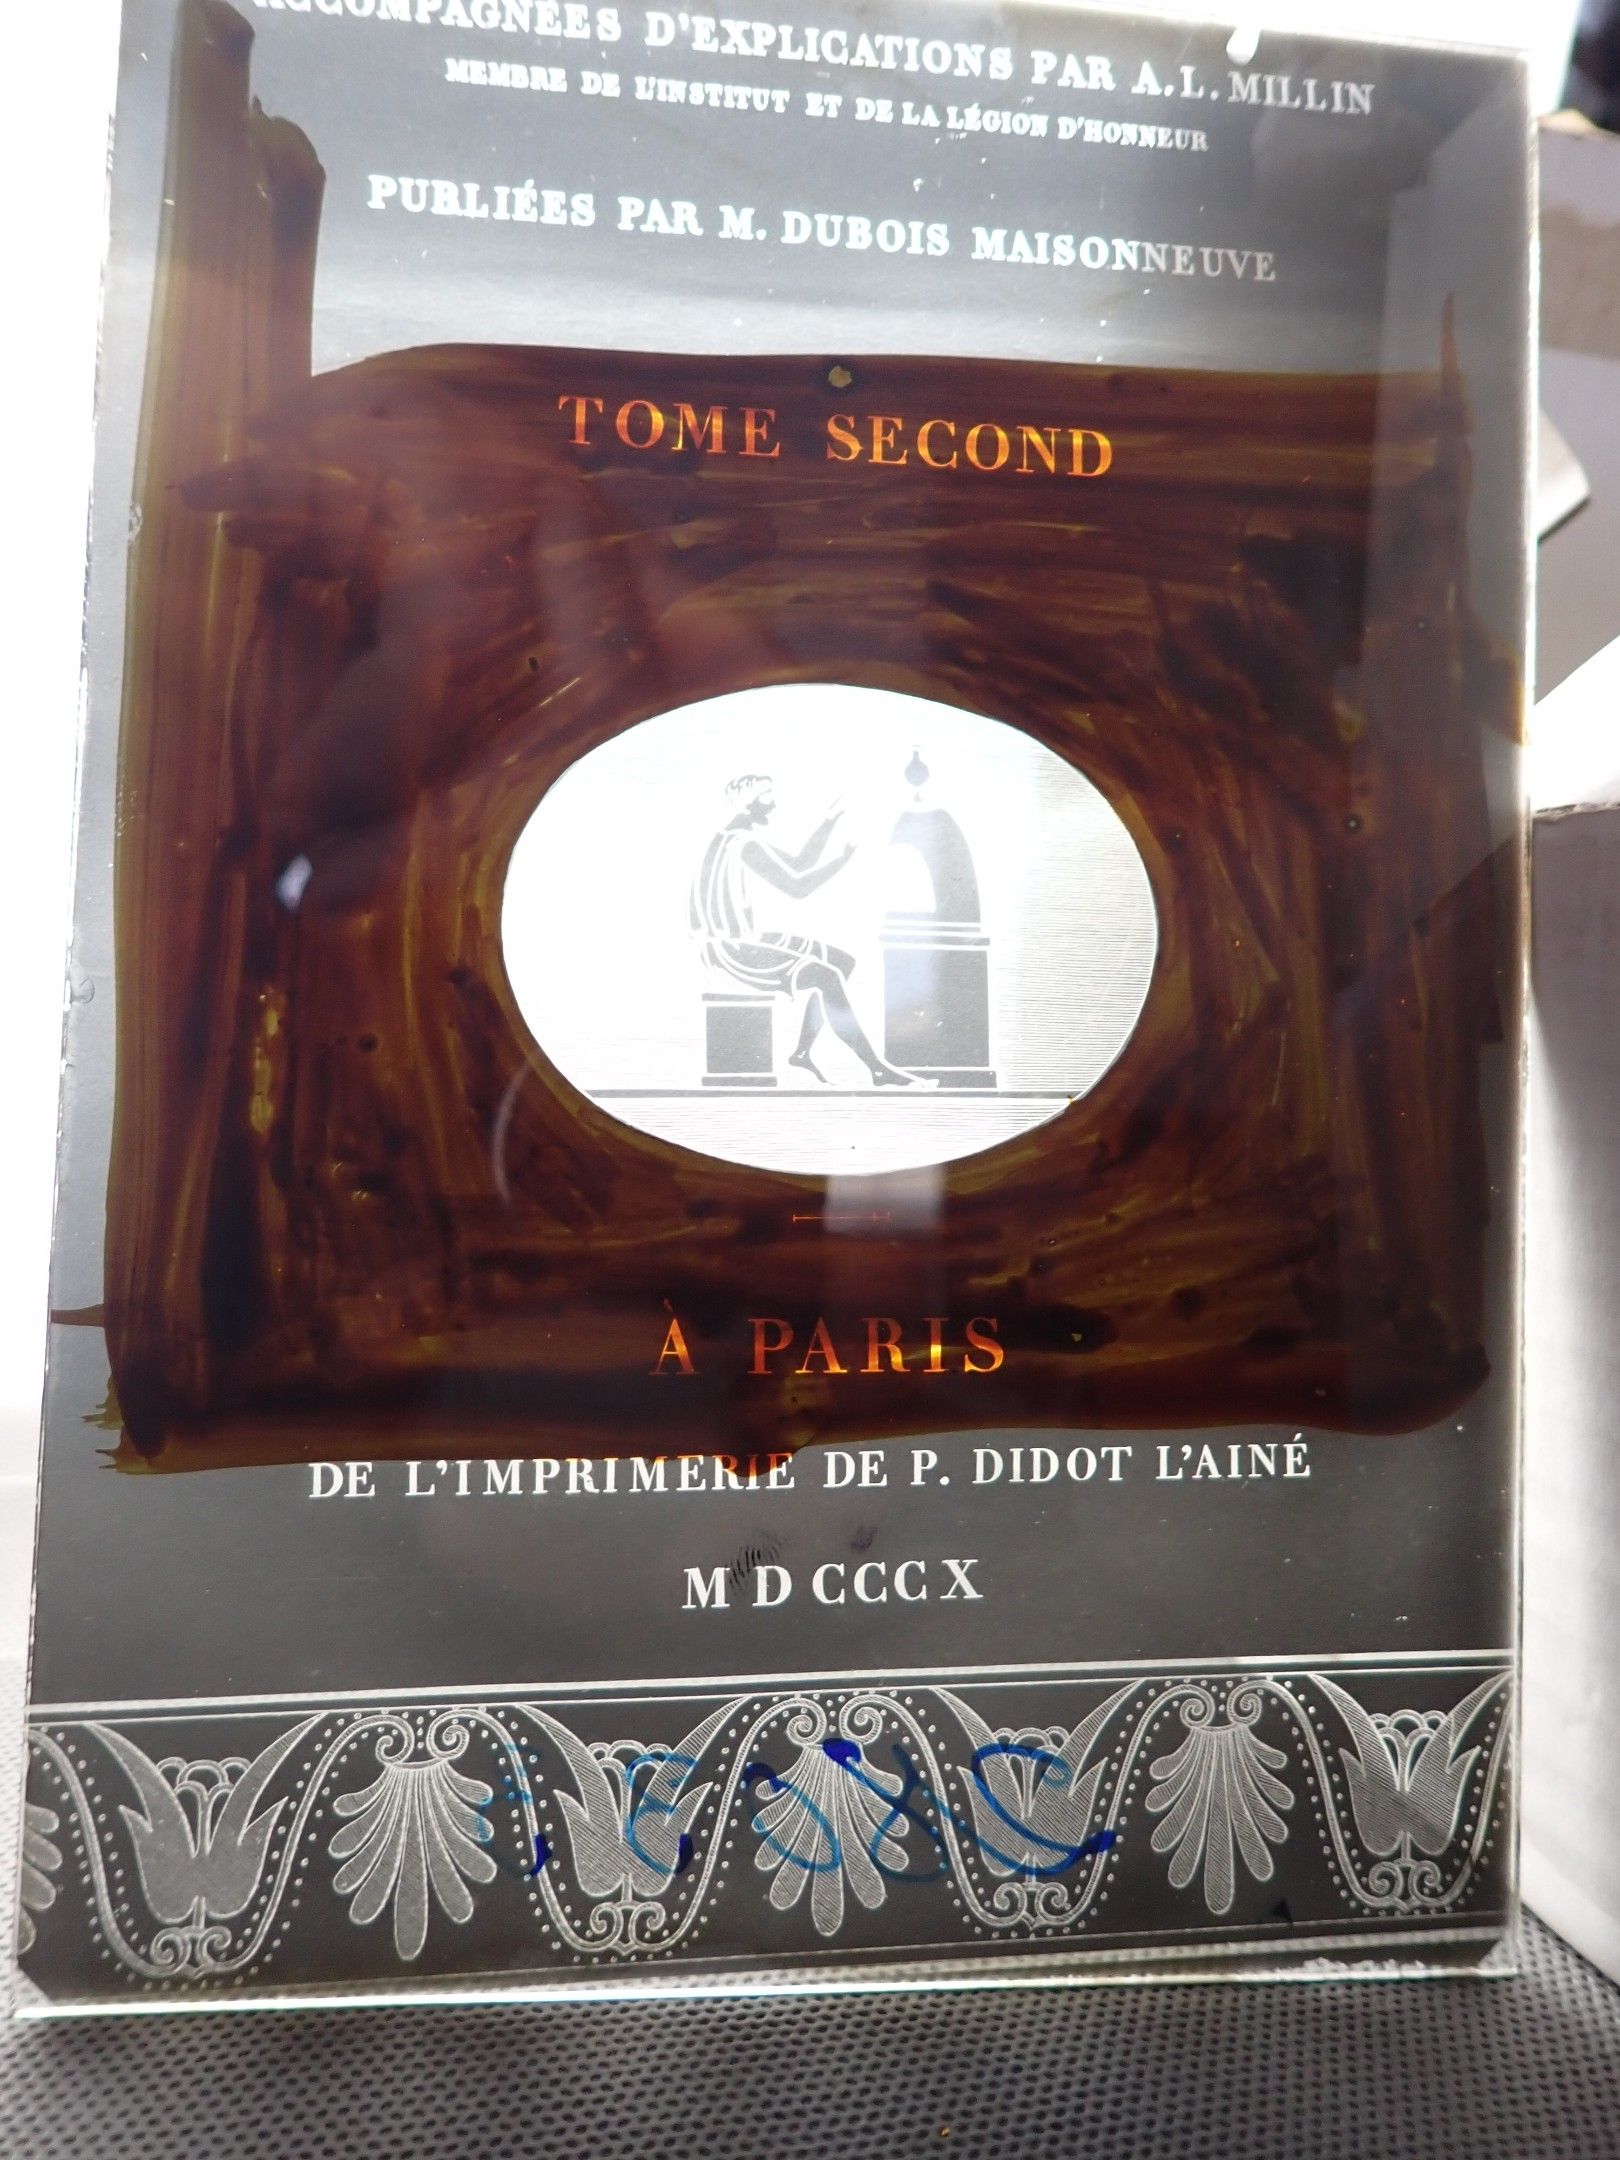 ACCOMPAGNÉES D'EXPLICATIONS PAR A. L. MILLIN
MEMBRE DE L'INSTITUT ET DE LA LÉGION D'HONNEUR
PUBLIÉES PAR M. DUBOIS MAISONNEUVE
TOME SECOND
À PARIS
DE L'IMPRIMERIE DE P. DIDOT L'AINÉ
MDCCCX